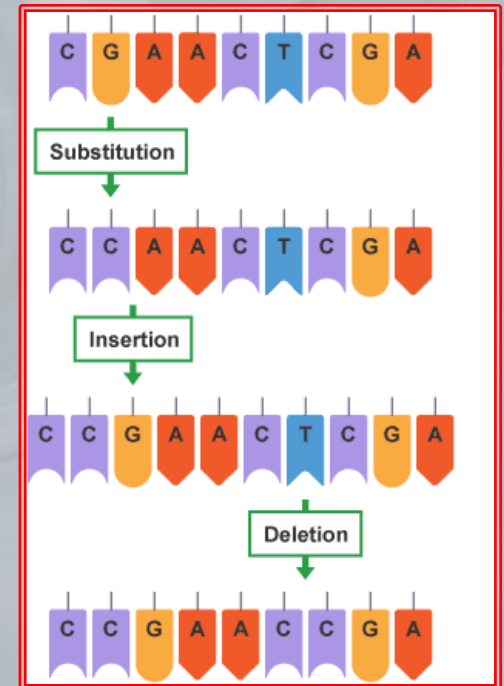 C G A A C T C G A
Substitution
C C A A C T C G A
Insertion
C C G A A C T C G A
Deletion
C C G A A C C G A